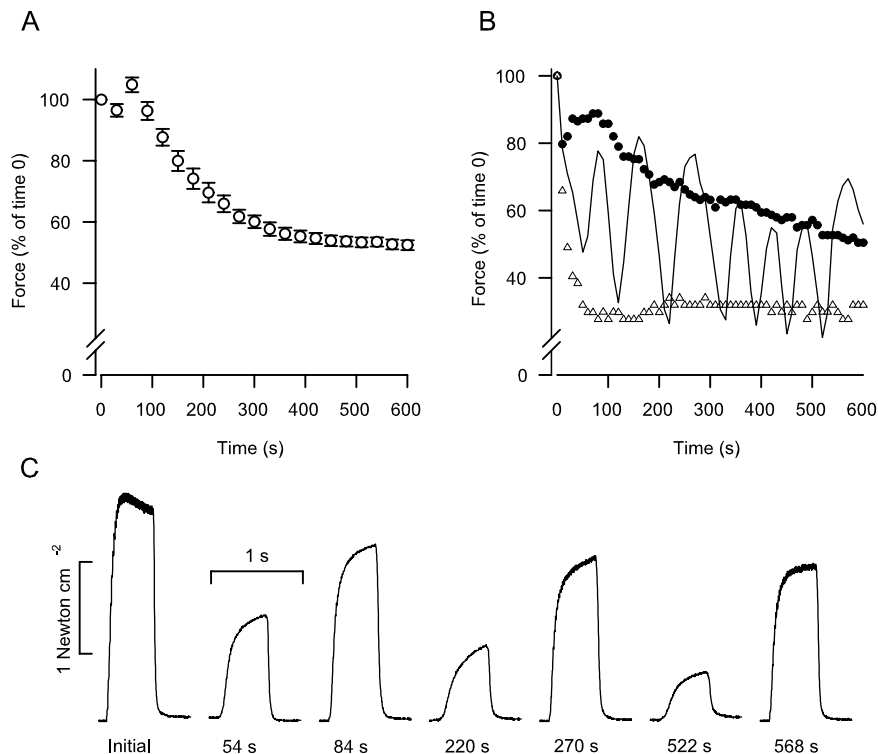 A
100
80
60
40
0
Force (% of time 0)
0 100 200 300 400 500 600
Time (s)
B
100
80
60
40
0
Force (% of time 0)
0 100 200 300 400 500 600
Time (s)
C
1 Newton cm-2
1 s
Initial 54 s 84 s 220 s 270 s 522 s 568 s